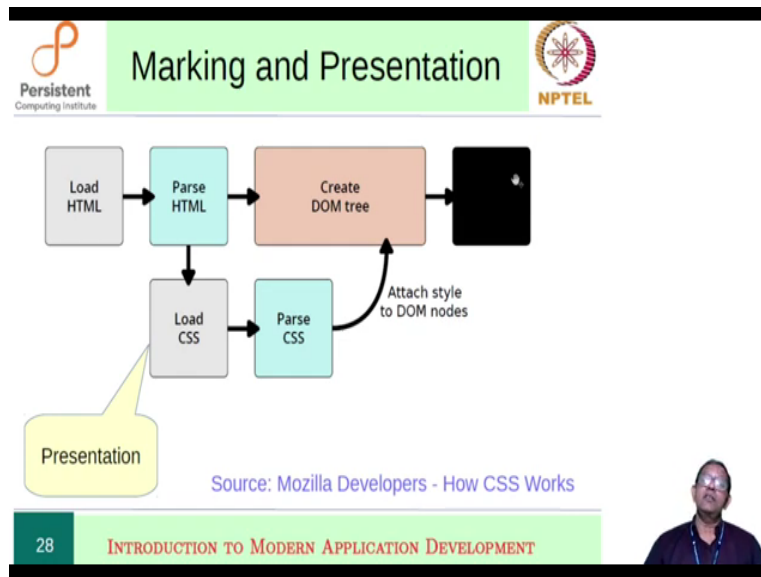 Persistent
Computing Institute
Marking and Presentation
NPTEL
Load
HTML
Parse
HTML
Create
DOM tree
Load
CSS
Parse
CSS
Attach style
to DOM nodes
Presentation
Source: Mozilla Developers - How CSS Works
28
INTRODUCTION TO MODERN APPLICATION DEVELOPMENT